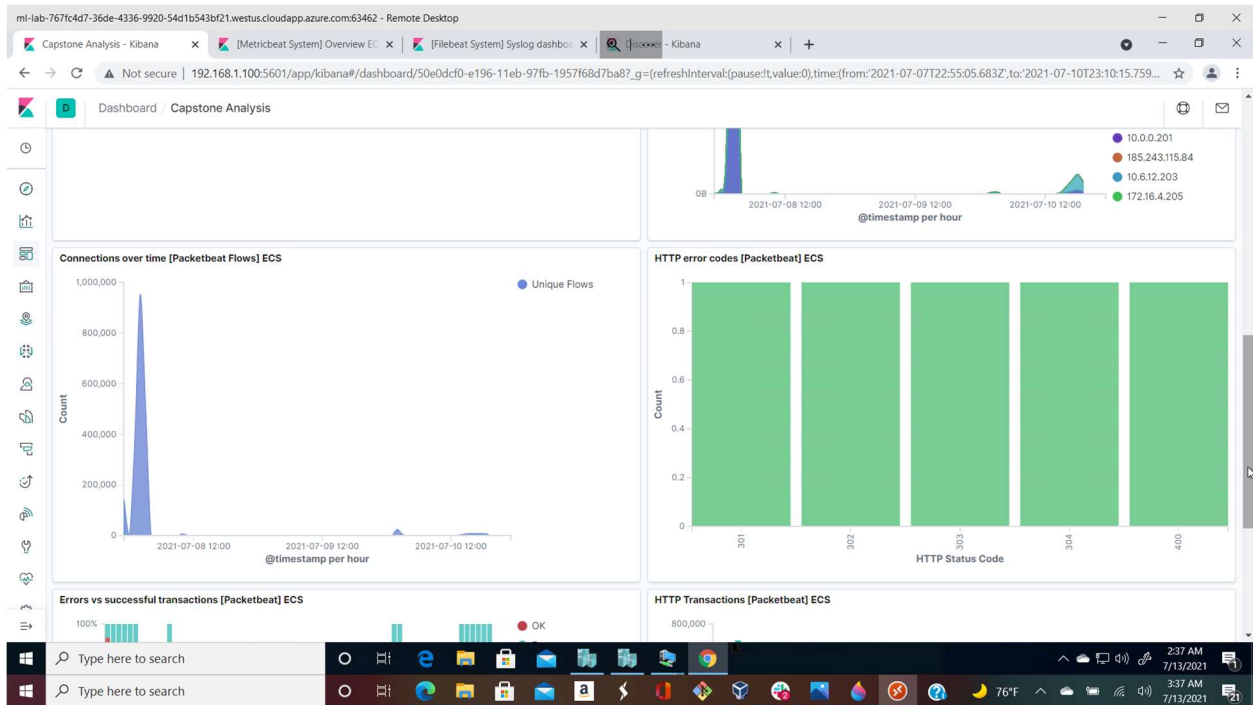 ml-lab-767fc4d7-36de-4336-9920-54d1b543bf21.westus.cloudapp.azure.com:63462 - Remote Desktop
Capstone Analysis - Kibana
[Metricbeat System] Overview EC
[Filebeat System] Syslog dashboa
Discover - Kibana
Not secure | 192.168.1.100:5601/app/kibana#/dashboard/50e0dcf0-e196-11eb-97fb-1957f68d7ba8?_g=(refreshInterval:(pause:!t,value:0),time:(from:'2021-07-07T22:55:05.683Z',to:'2021-07-10T23:10:15.759...
D
Dashboard / Capstone Analysis
10.0.0.201
185.243.115.84
10.6.12.203
172.16.4.205
0B
2021-07-08 12:00
2021-07-09 12:00
2021-07-10 12:00
@timestamp per hour
Connections over time [Packetbeat Flows] ECS
1,000,000
800,000
600,000
400,000
200,000
0
Count
Unique Flows
2021-07-08 12:00
2021-07-09 12:00
2021-07-10 12:00
@timestamp per hour
HTTP error codes [Packetbeat] ECS
1
0.8
0.6
0.4
0.2
0
Count
301
302
303
304
400
HTTP Status Code
Errors vs successful transactions [Packetbeat] ECS
100%
OK
HTTP Transactions [Packetbeat] ECS
800,000
Type here to search
2:37 AM
7/13/2021
1
Type here to search
76°F
3:37 AM
7/13/2021
21